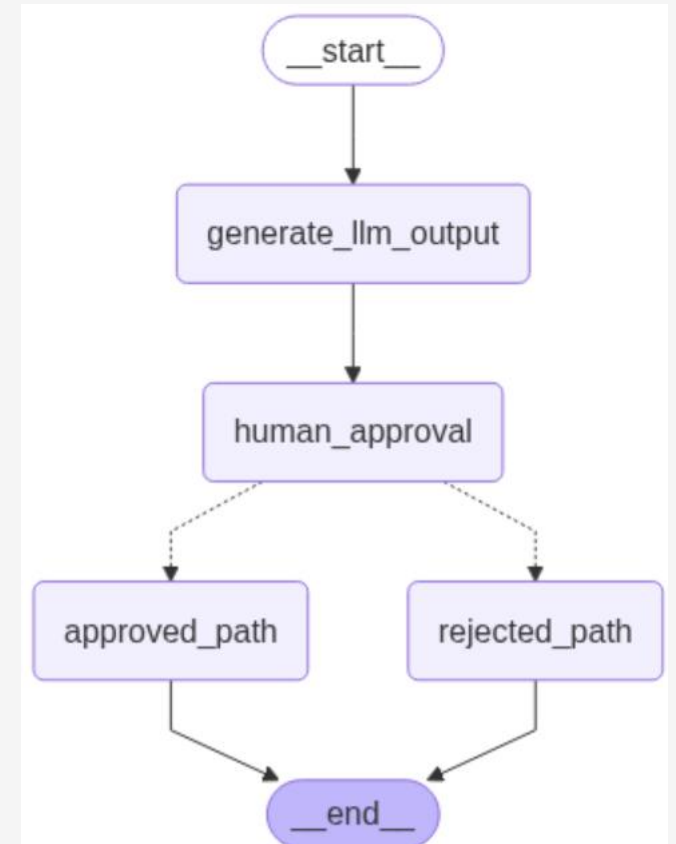 __start__
generate_llm_output
human_approval
approved_path
rejected_path
__end__